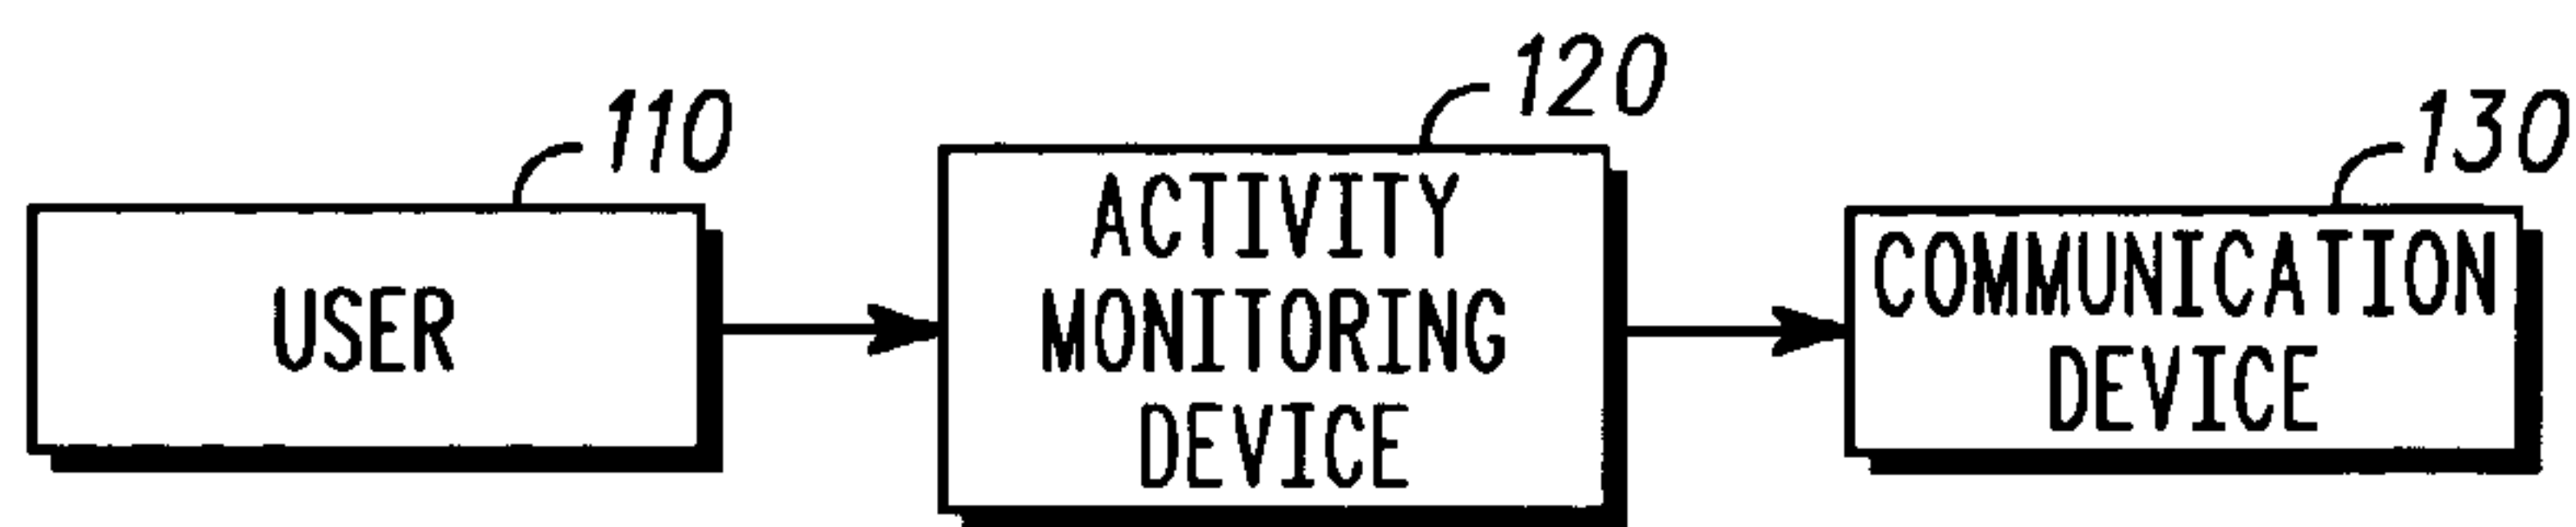 110
USER
120
ACTIVITY
MONITORING
DEVICE
130
COMMUNICATION
DEVICE